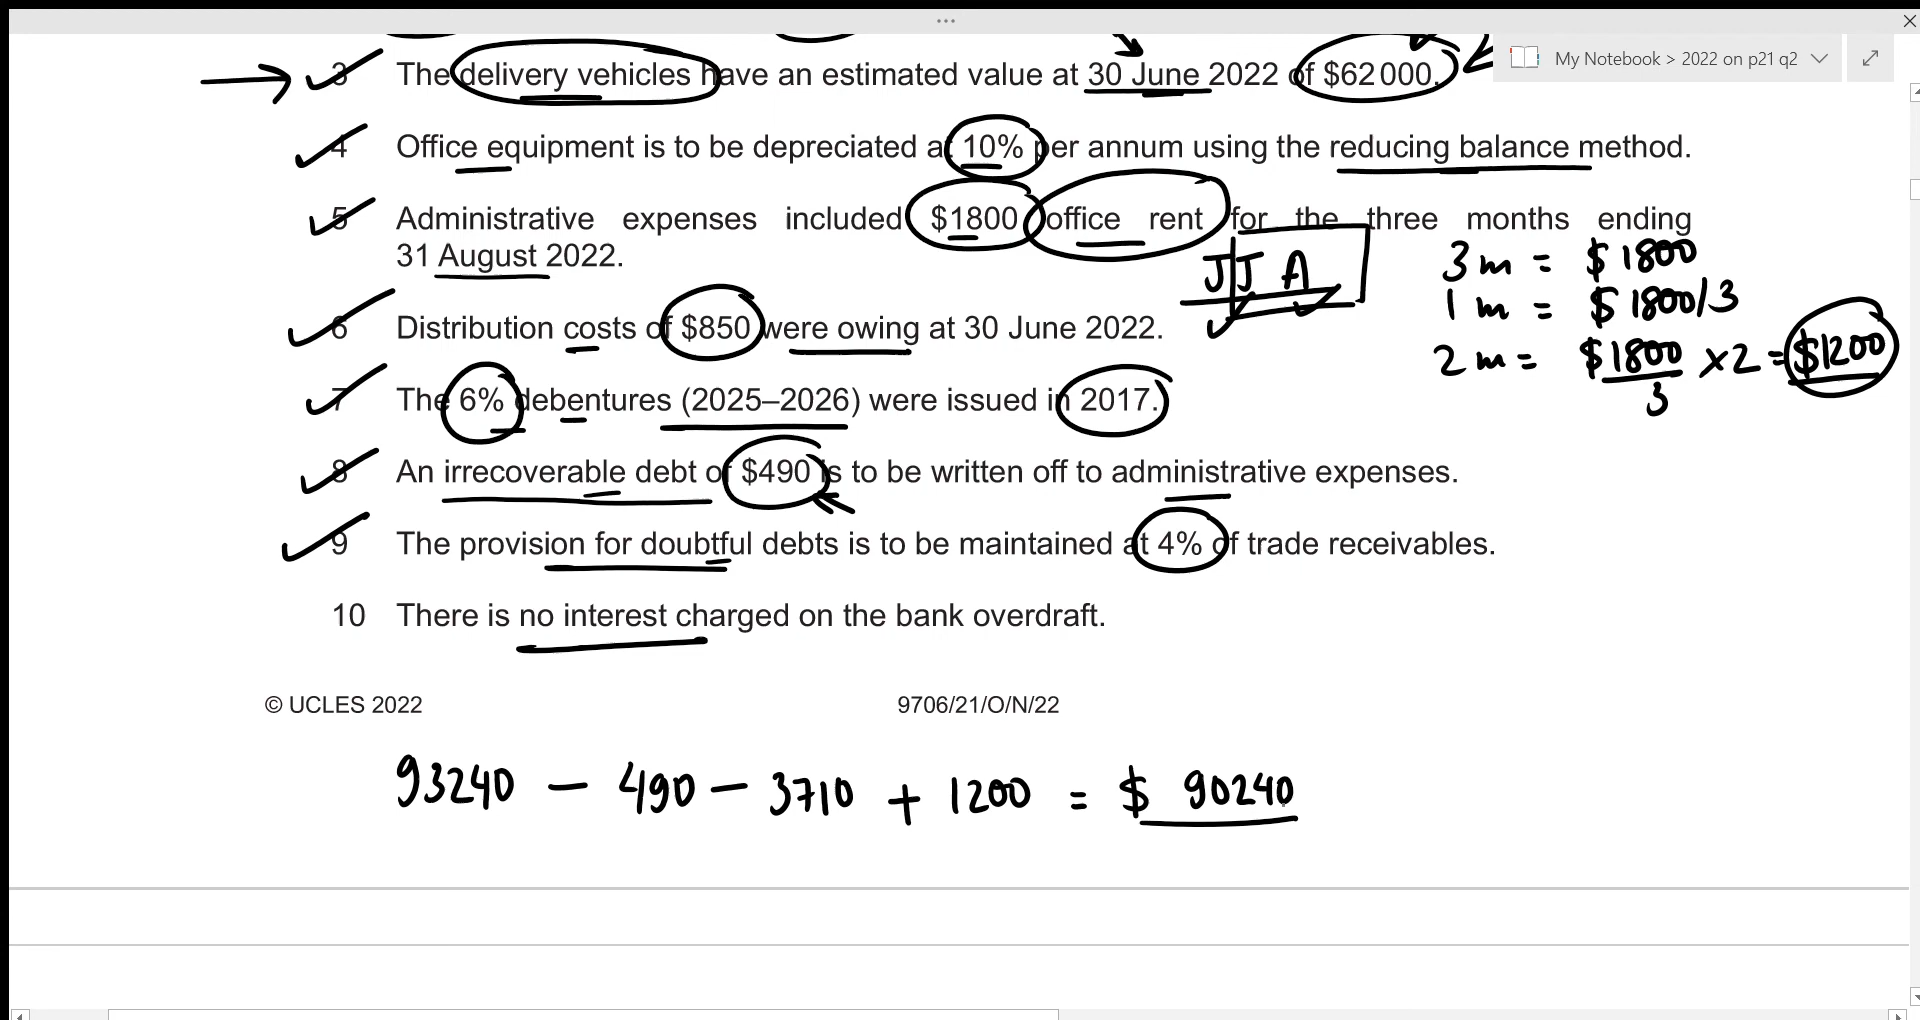 My Notebook > 2022 on p21 q2
3 The delivery vehicles have an estimated value at 30 June 2022 of $62 000.
4 Office equipment is to be depreciated at 10% per annum using the reducing balance method.
5 Administrative expenses included $1800 office rent for the three months ending
31 August 2022.
J J A
3 m = $ 1800
1 m = $ 1800/3
2 m = $ 1800 × 2 = $1200
3
6 Distribution costs of $850 were owing at 30 June 2022.
7 The 6% debentures (2025–2026) were issued in 2017.
8 An irrecoverable debt of $490 is to be written off to administrative expenses.
9 The provision for doubtful debts is to be maintained at 4% of trade receivables.
10 There is no interest charged on the bank overdraft.
© UCLES 2022 9706/21/O/N/22
93240 – 490 – 3710 + 1200 = $ 90240